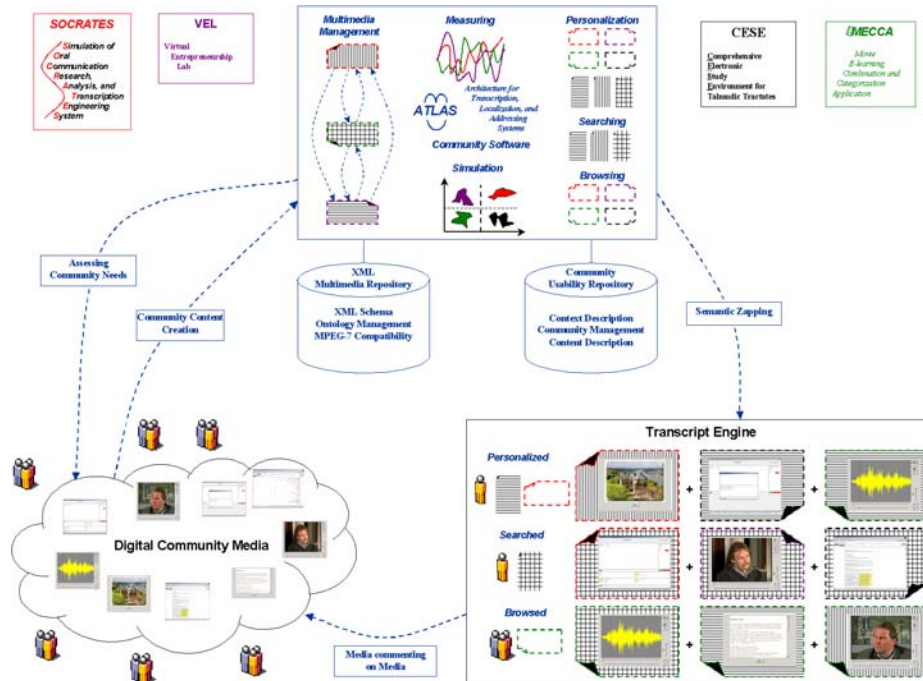 SOCRATES
Simulation of
Oral
Communication
Research,
Analysis, and
Transcription
Engineering
System
VEL
Virtual
Entrepreneurship
Lab
Multimedia
Management
Measuring
ATLAS
Architecture for
Transcription,
Localization, and
Addressing
Systems
Community Software
Simulation
Personalization
Searching
Browsing
CESE
Comprehensive
Electronic
Study
Environment for
Talmudic Tractates
MECCA
Movie
E-learning
Combination and
Categorization
Application
Assessing
Community Needs
Community Content
Creation
XML
Multimedia Repository
XML Schema
Ontology Management
MPEG-7 Compatibility
Community
Usability Repository
Context Description
Community Management
Content Description
Semantic Zapping
Digital Community Media
Media commenting
on Media
Transcript Engine
Personalized
+
+
Searched
+
+
Browsed
+
+